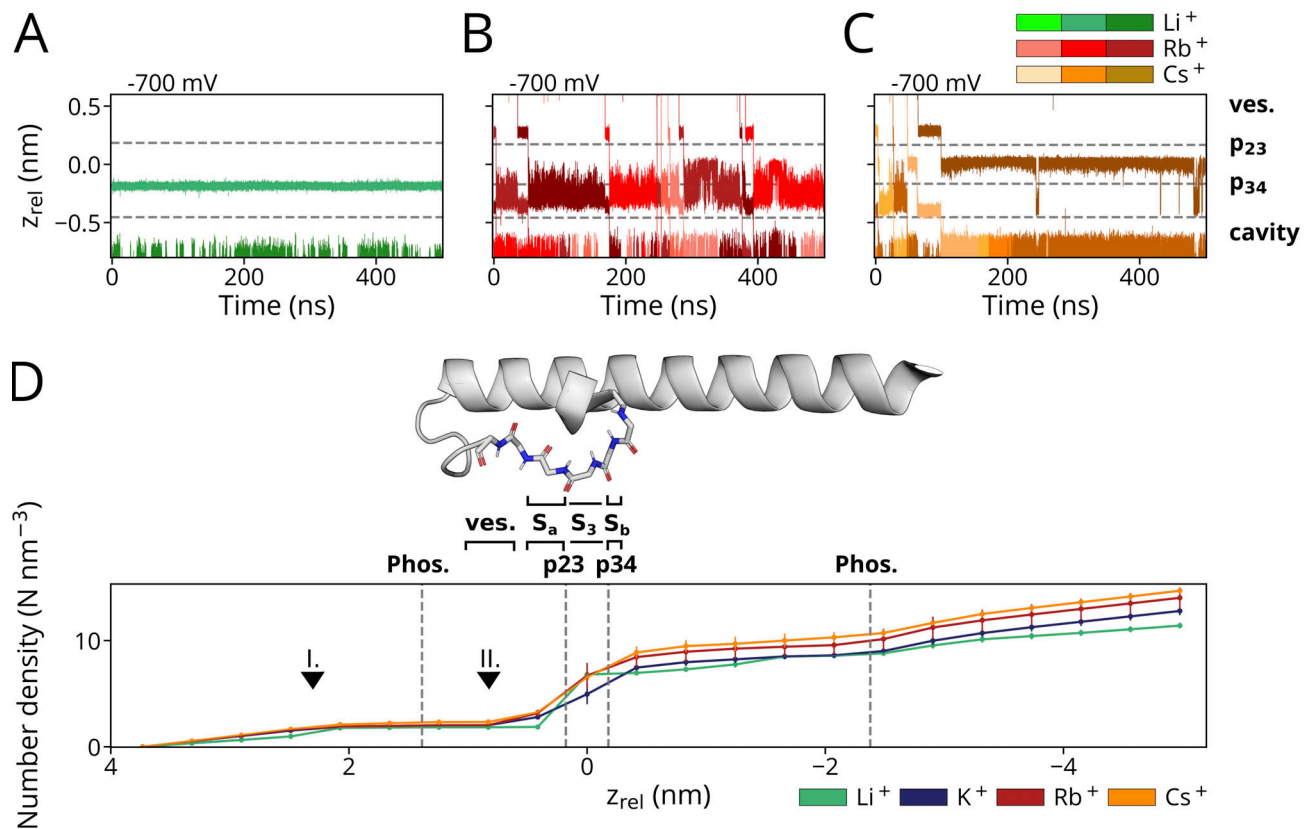 A
B
C
Li⁺
Rb⁺
Cs⁺
-700 mV
-700 mV
-700 mV
z_rel (nm)
0.5
0.0
−0.5
0
200
400
Time (ns)
0
200
400
Time (ns)
0
200
400
Time (ns)
ves.
p₂₃
p₃₄
cavity
D
ves.
Sₐ
S₃
S_b
Phos.
p23
p34
Phos.
Number density (N nm⁻³)
10
0
I.
II.
4
2
0
−2
−4
z_rel (nm)
Li⁺
K⁺
Rb⁺
Cs⁺